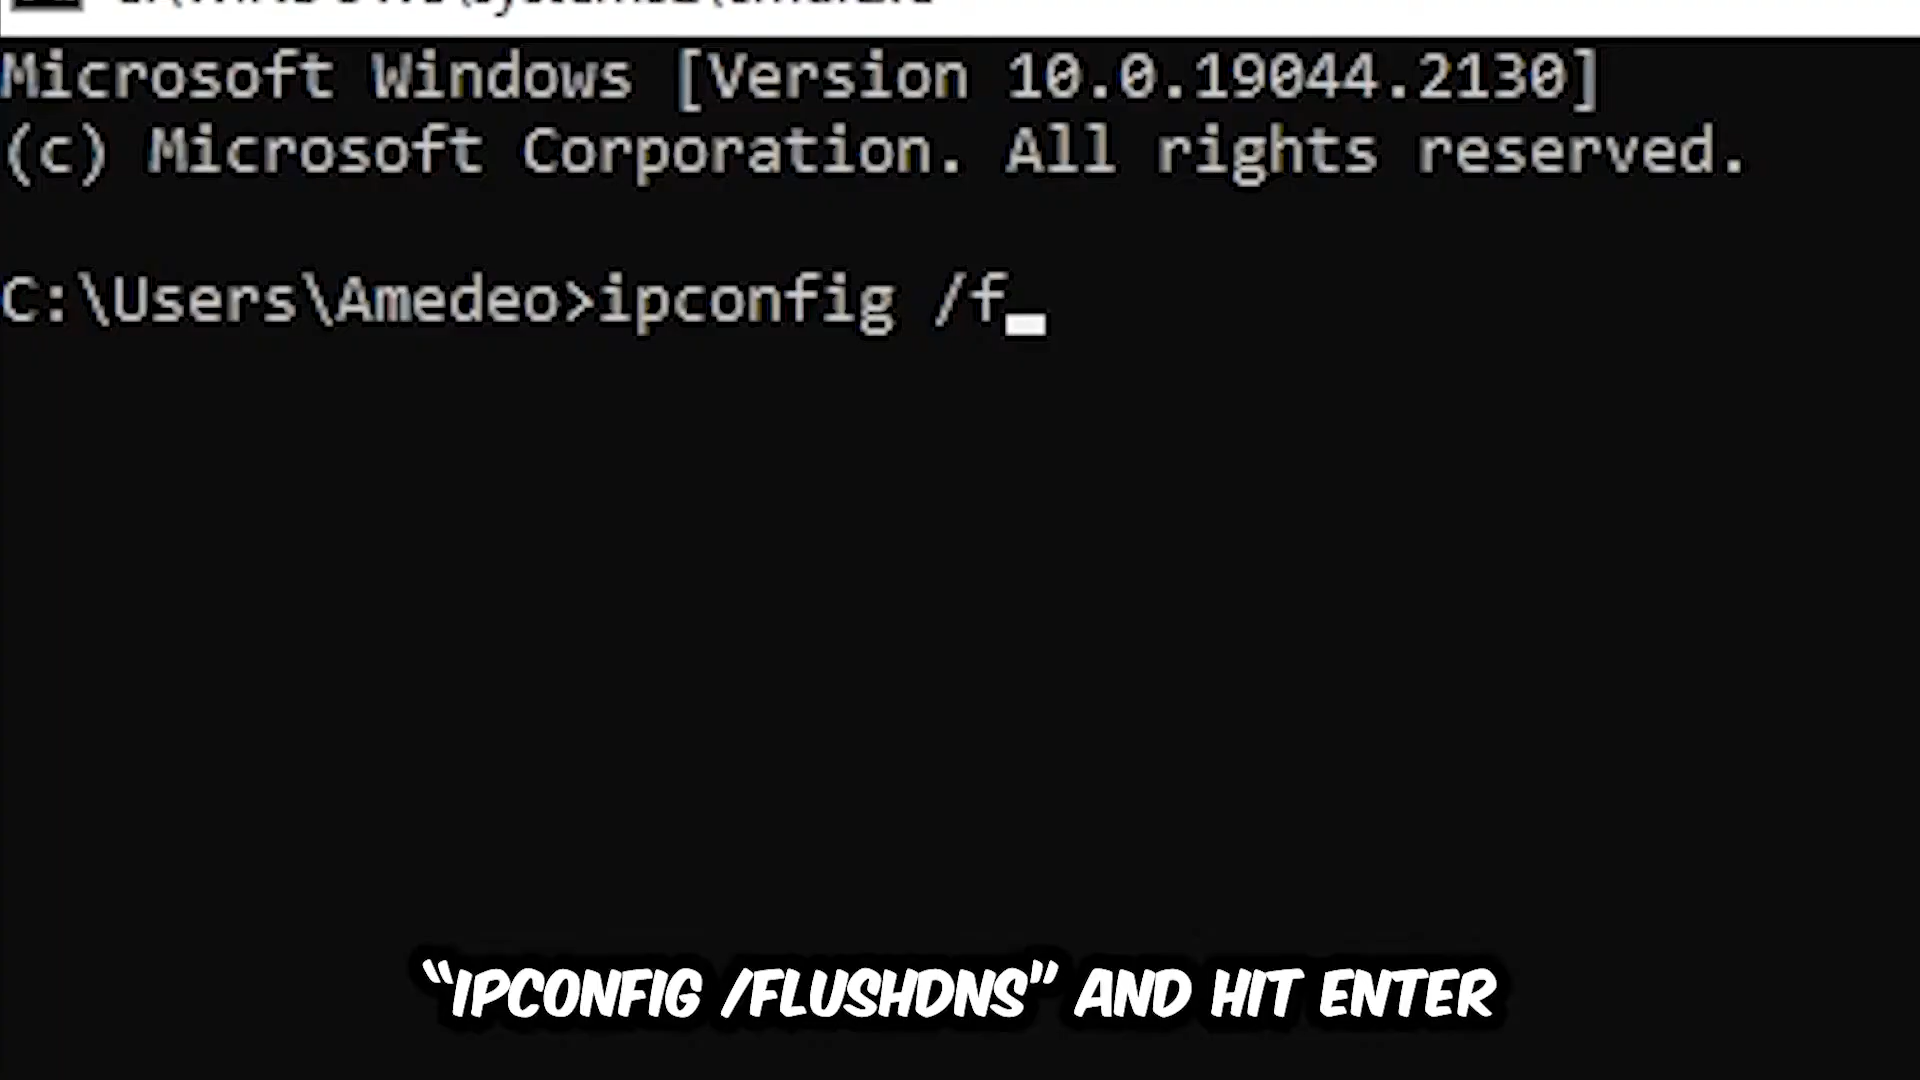 Microsoft Windows [Version 10.0.19044.2130]
(c) Microsoft Corporation. All rights reserved.
C:\Users\Amedeo>ipconfig /f
“IPCONFIG /FLUSHDNS” AND HIT ENTER